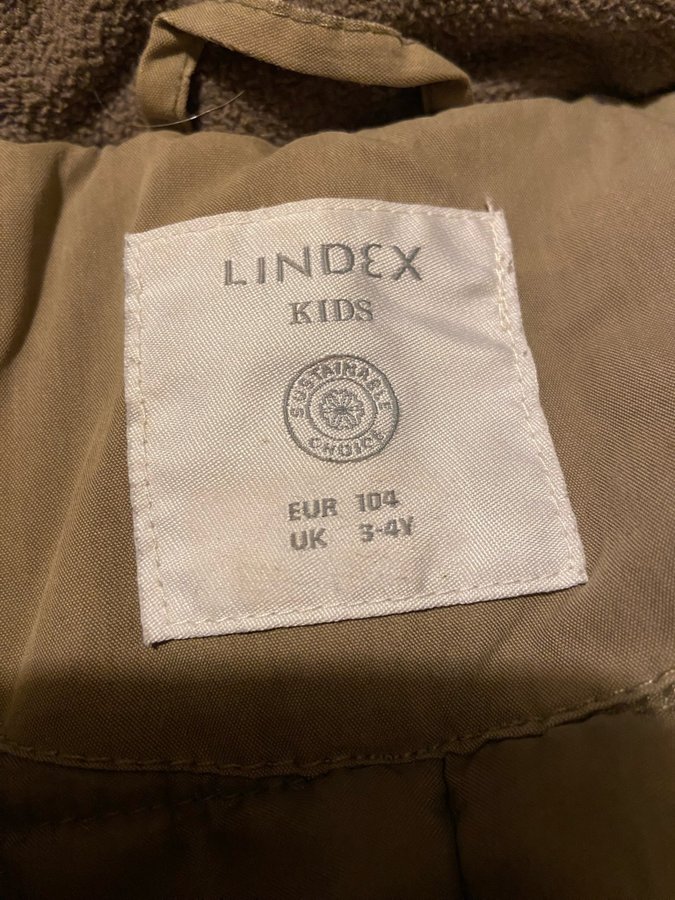 LINDEX
KIDS
SUSTAINABLE
CHOICE
EUR 104
UK 3-4Y